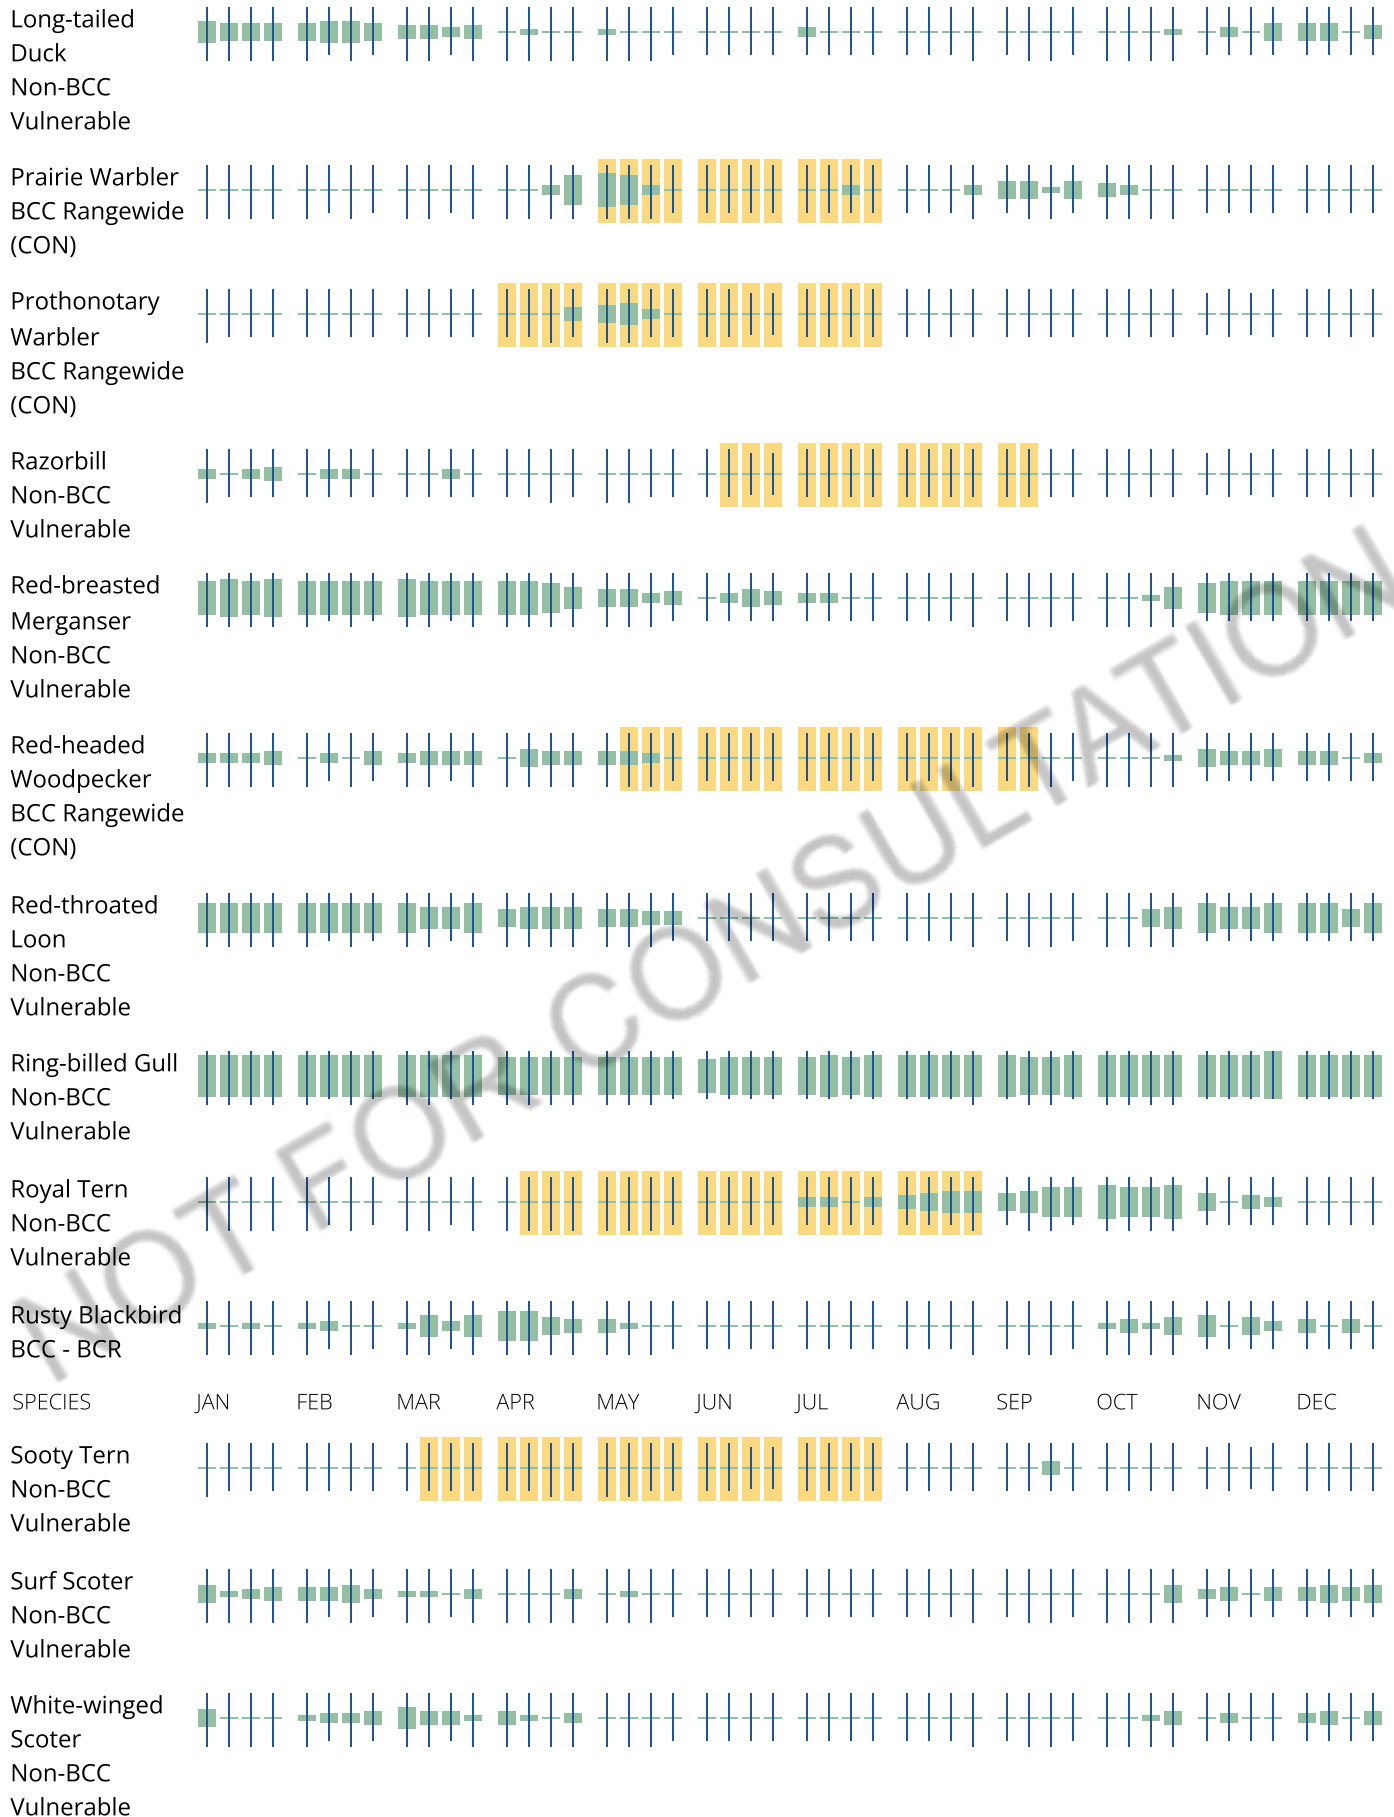 Long-tailed
Duck
Non-BCC
Vulnerable
Prairie Warbler
BCC Rangewide
(CON)
Prothonotary
Warbler
BCC Rangewide
(CON)
Razorbill
Non-BCC
Vulnerable
Red-breasted
Merganser
Non-BCC
Vulnerable
Red-headed
Woodpecker
BCC Rangewide
(CON)
Red-throated
Loon
Non-BCC
Vulnerable
Ring-billed Gull
Non-BCC
Vulnerable
Royal Tern
Non-BCC
Vulnerable
Rusty Blackbird
BCC - BCR
SPECIES JAN FEB MAR APR MAY JUN JUL AUG SEP OCT NOV DEC
Sooty Tern
Non-BCC
Vulnerable
Surf Scoter
Non-BCC
Vulnerable
White-winged
Scoter
Non-BCC
Vulnerable
NOT FOR CONSULTATION